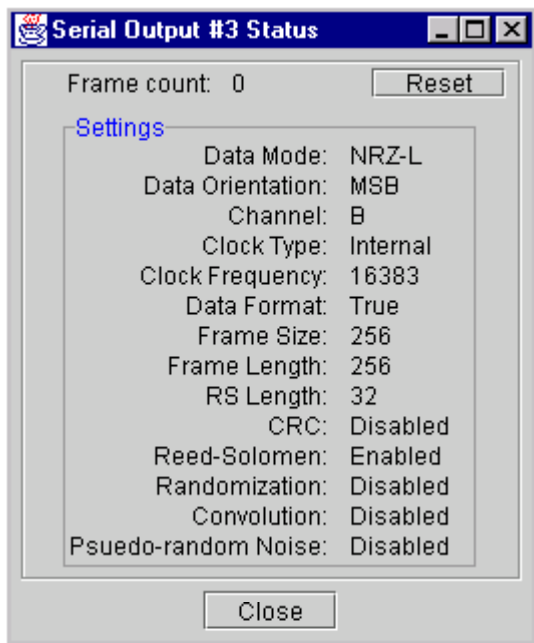 Serial Output #3 Status
Frame count: 0 Reset
Settings
Data Mode: NRZ-L
Data Orientation: MSB
Channel: B
Clock Type: Internal
Clock Frequency: 16383
Data Format: True
Frame Size: 256
Frame Length: 256
RS Length: 32
CRC: Disabled
Reed-Solomen: Enabled
Randomization: Disabled
Convolution: Disabled
Psuedo-random Noise: Disabled
Close